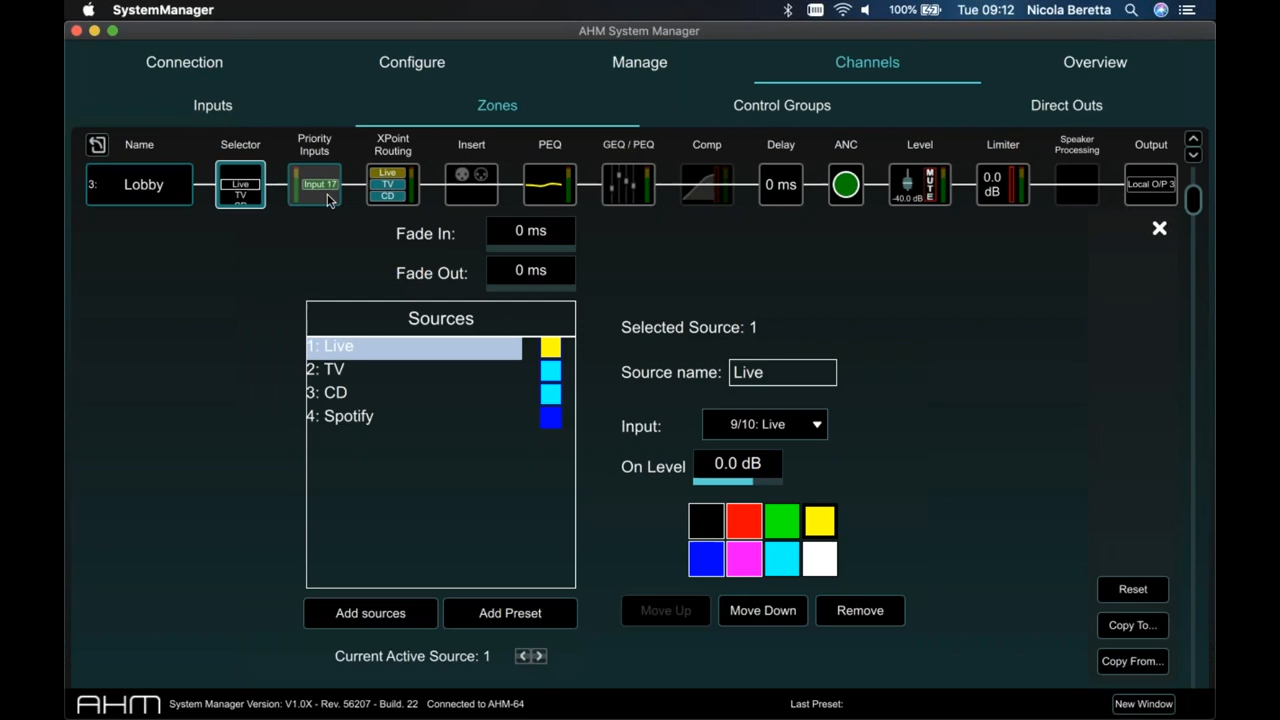 SystemManager 100% Tue 09:12 Nicola Beretta
AHM System Manager
Connection Configure Manage Channels Overview
Inputs Zones Control Groups Direct Outs
Name Selector Priority Inputs XPoint Routing Insert PEQ GEQ / PEQ Comp Delay ANC Level Limiter Speaker Processing Output
3: Lobby
Live
TV
Input 17
Live
TV
CD
0 ms
-40.0 dB
MUTE
0.0 dB
Local O/P 3
Fade In: 0 ms
Fade Out: 0 ms
Sources
1: Live
2: TV
3: CD
4: Spotify
Add sources Add Preset
Current Active Source: 1
Selected Source: 1
Source name: Live
Input: 9/10: Live
On Level 0.0 dB
Move Up Move Down Remove
Reset
Copy To...
Copy From...
AHM System Manager Version: V1.0X - Rev. 56207 - Build. 22 Connected to AHM-64 Last Preset: New Window